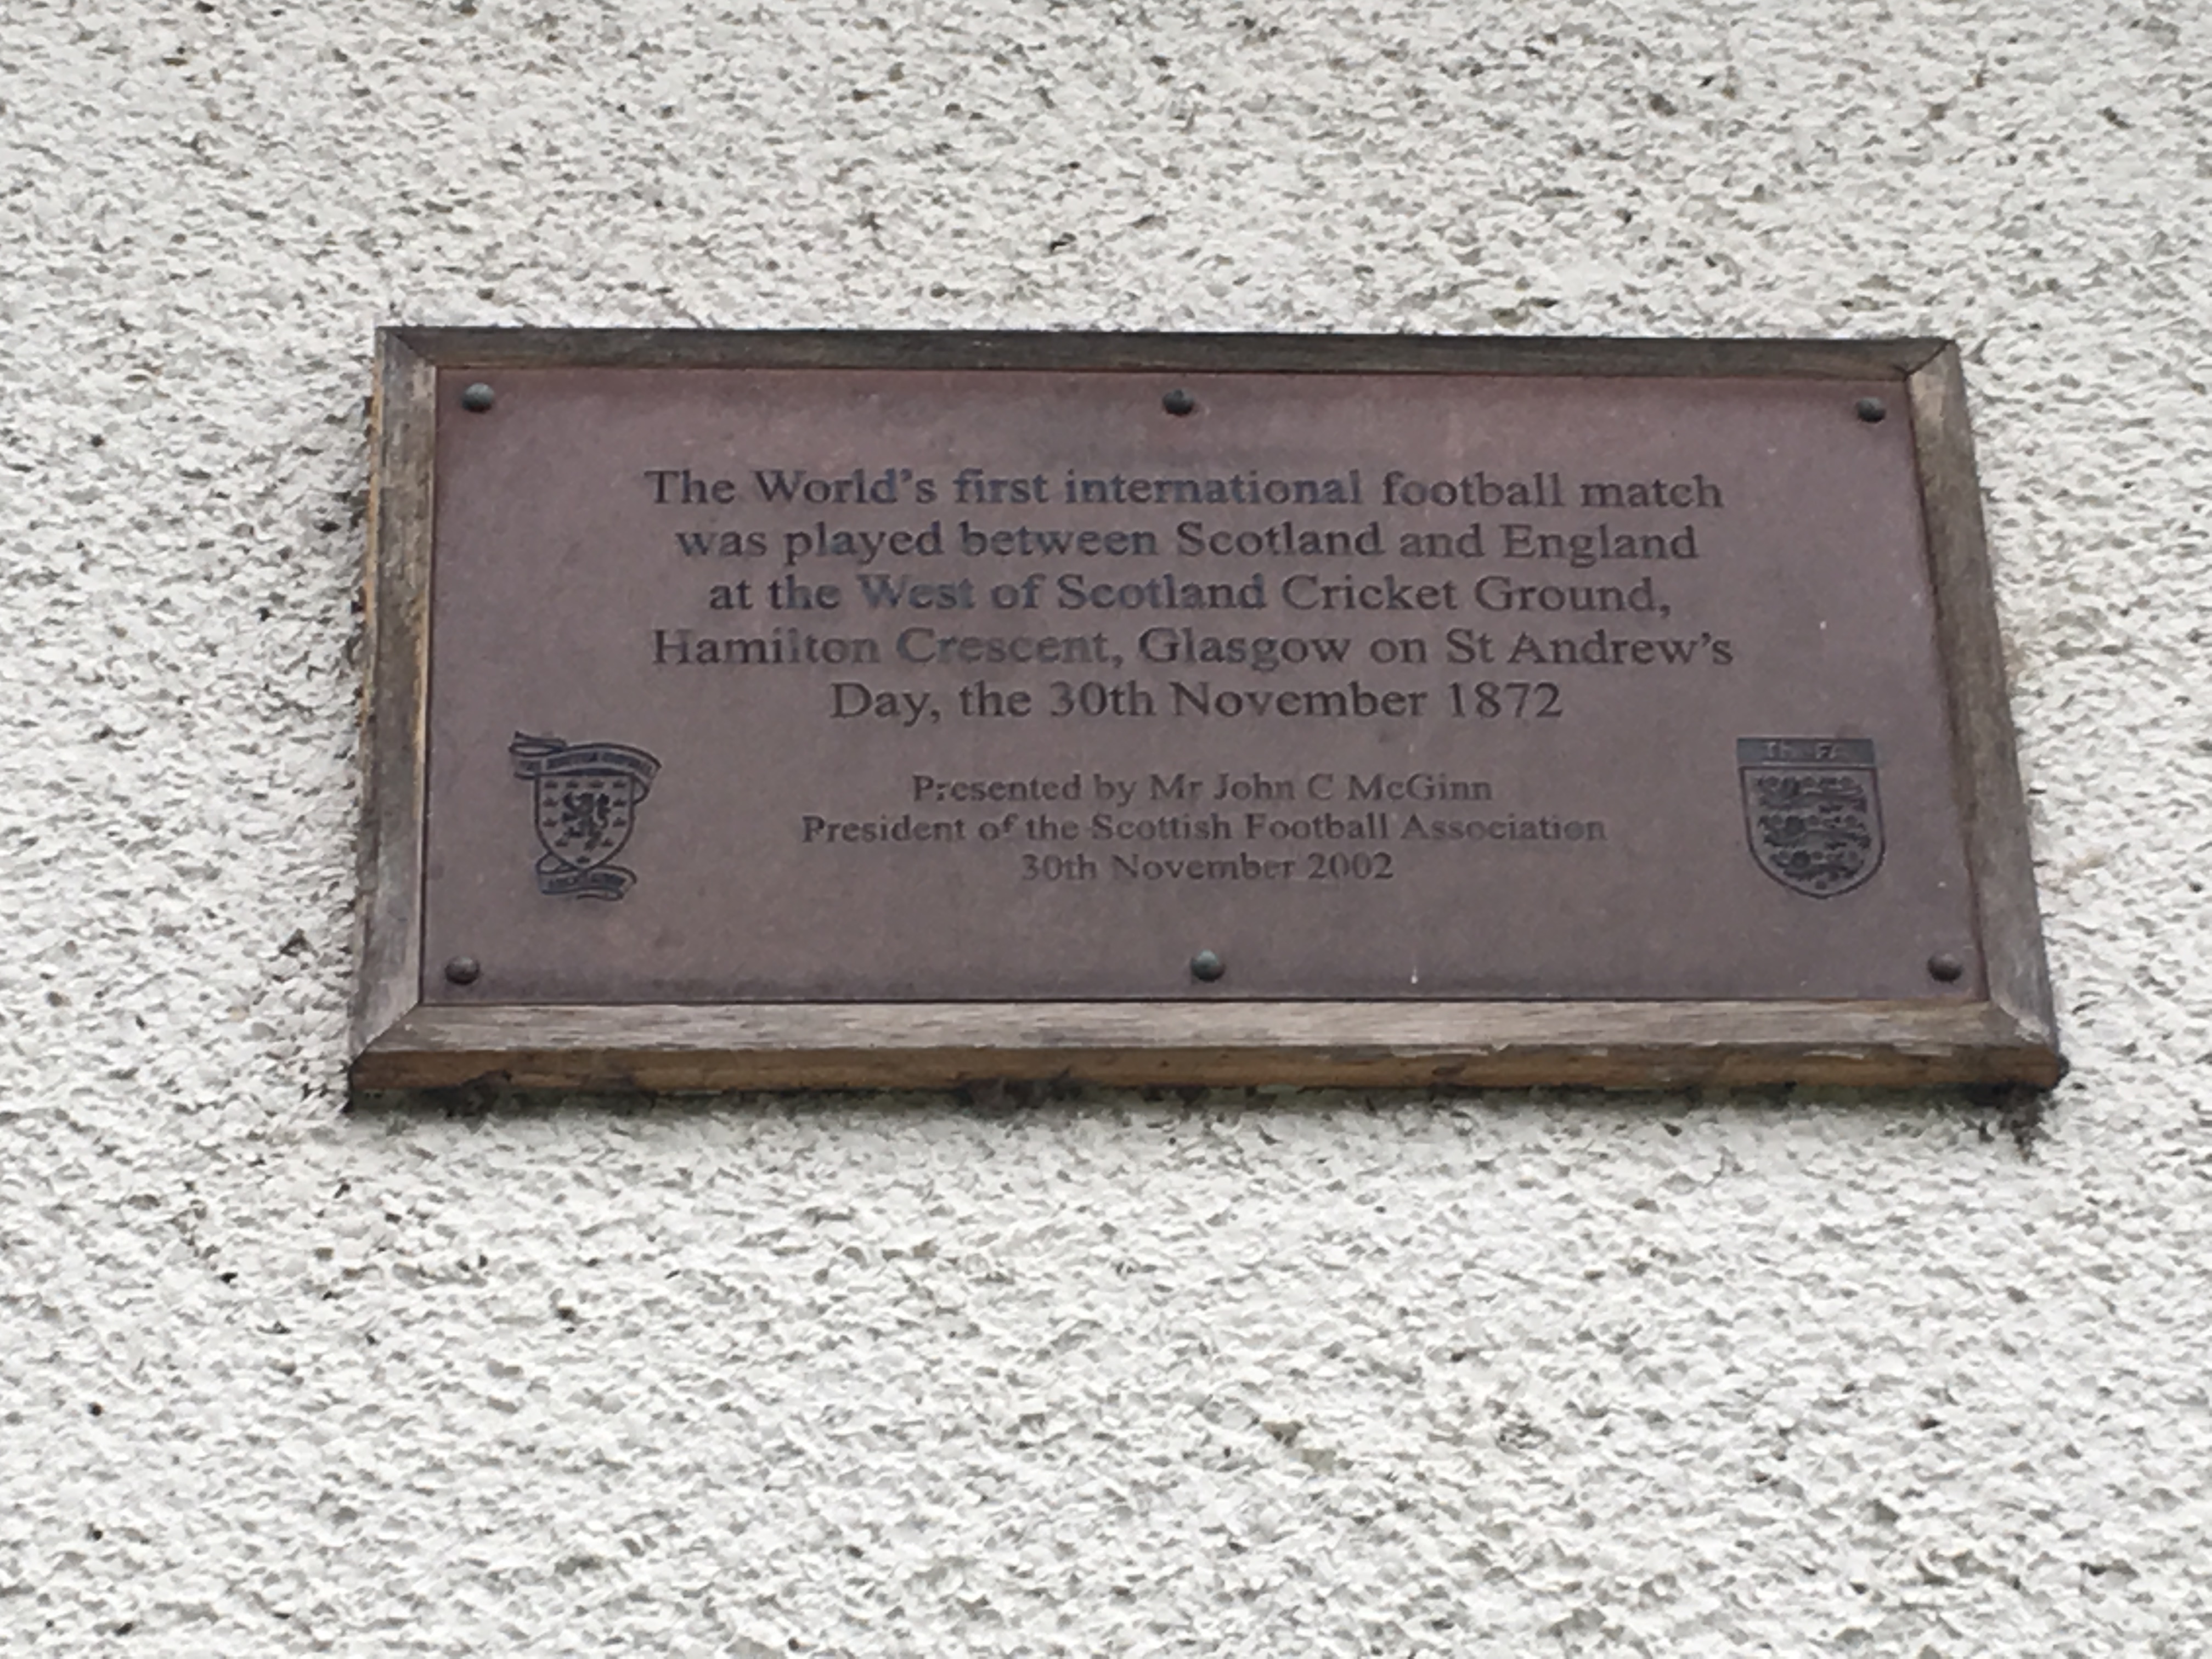 The World's first international football match
was played between Scotland and England
at the West of Scotland Cricket Ground,
Hamilton Crescent, Glasgow on St Andrew's
Day, the 30th November 1872
Presented by Mr John C McGinn
President of the Scottish Football Association
30th November 2002
The FA